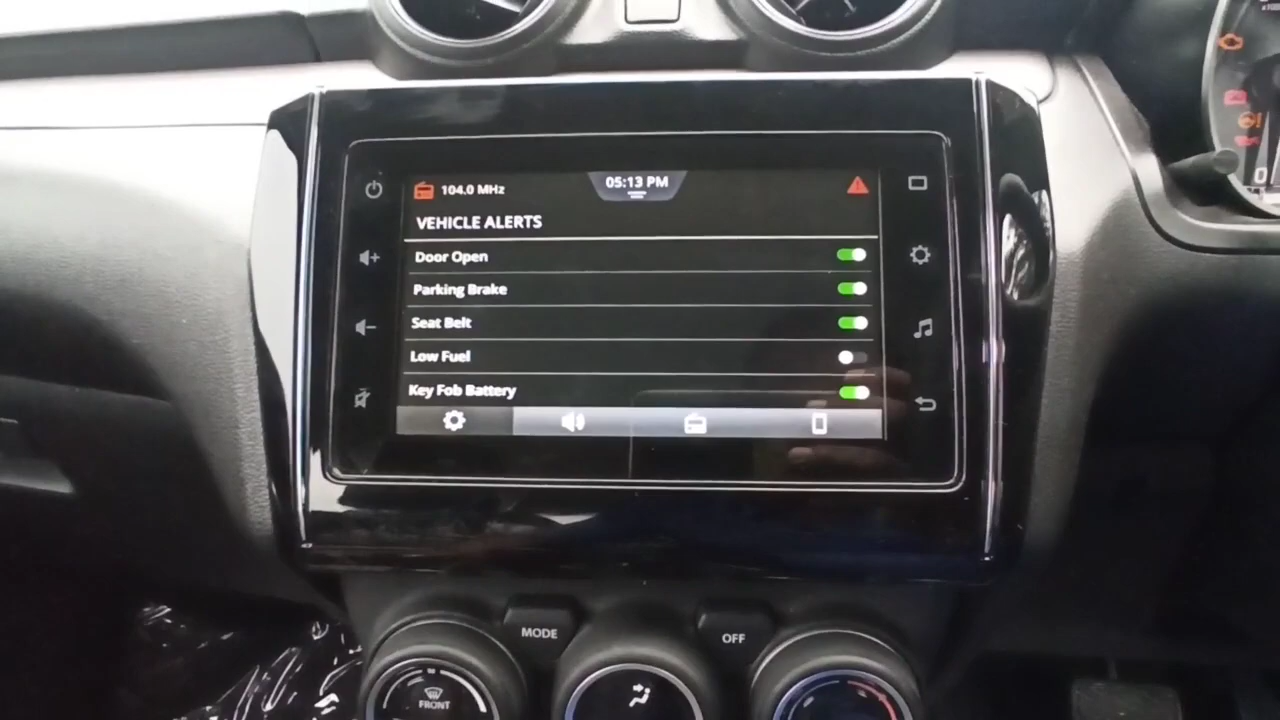 104.0 MHz
05:13 PM
VEHICLE ALERTS
Door Open
Parking Brake
Seat Belt
Low Fuel
Key Fob Battery
0
MODE
OFF
FRONT